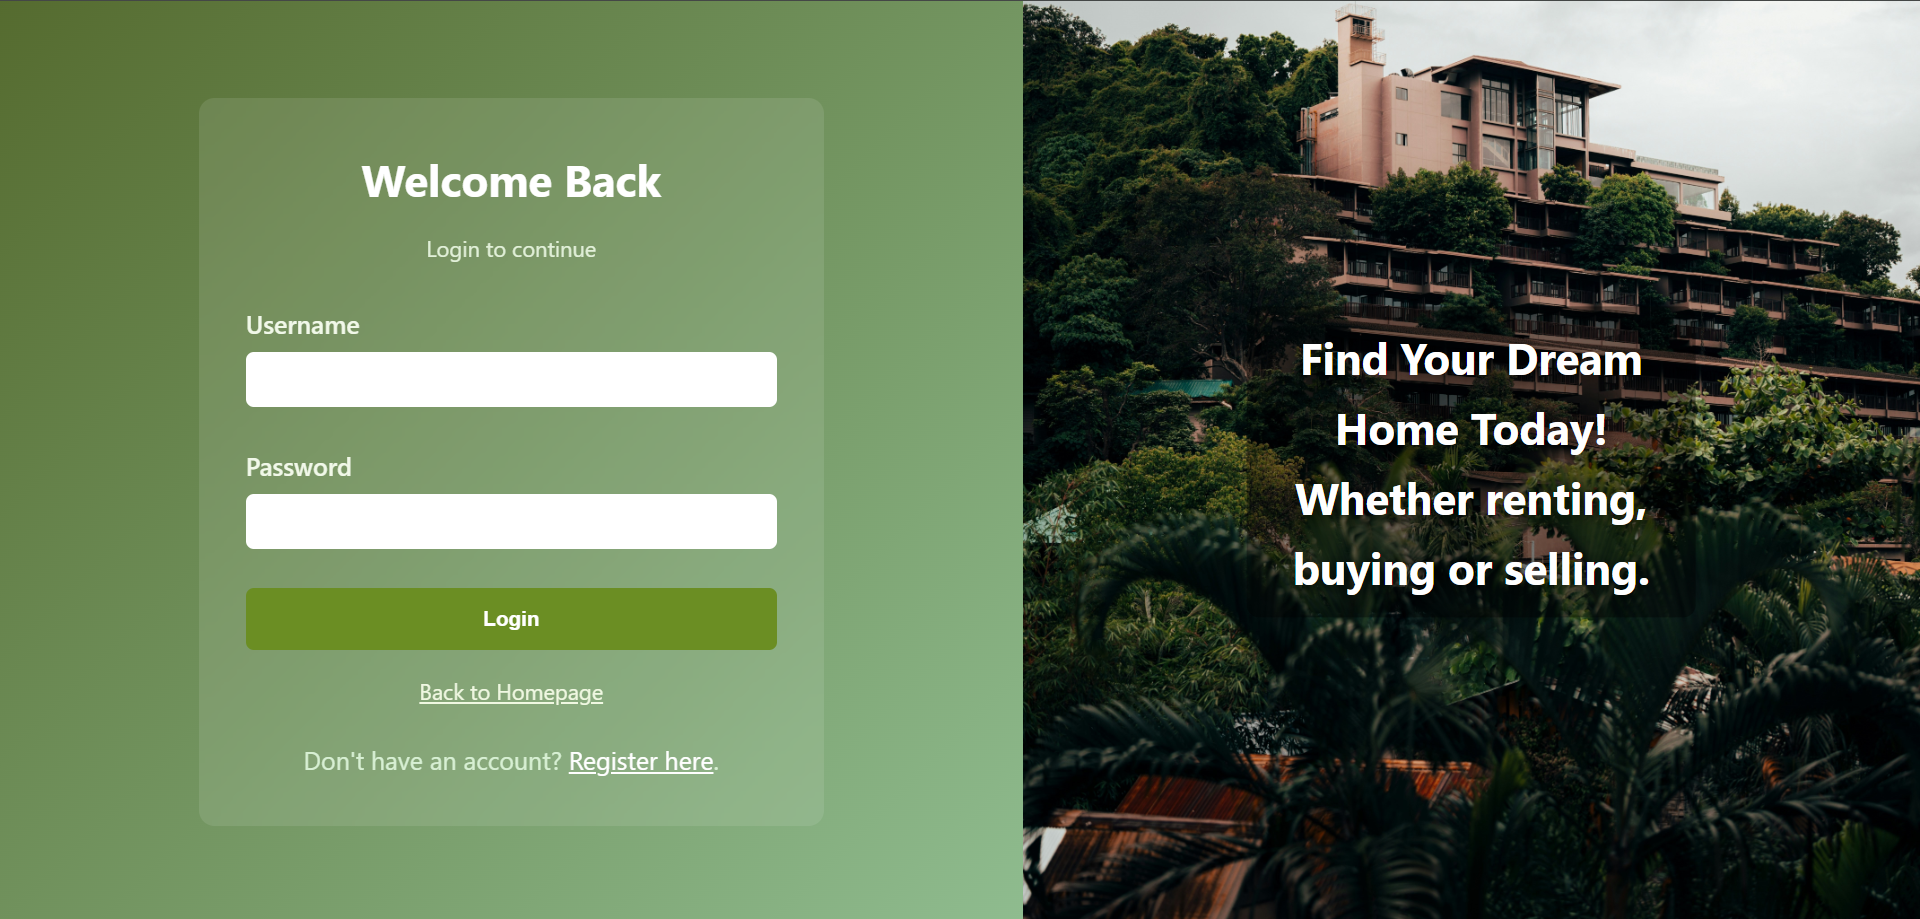 Welcome Back
Login to continue
Username
Password
Login
Back to Homepage
Don't have an account? Register here.
Find Your Dream
Home Today!
Whether renting,
buying or selling.